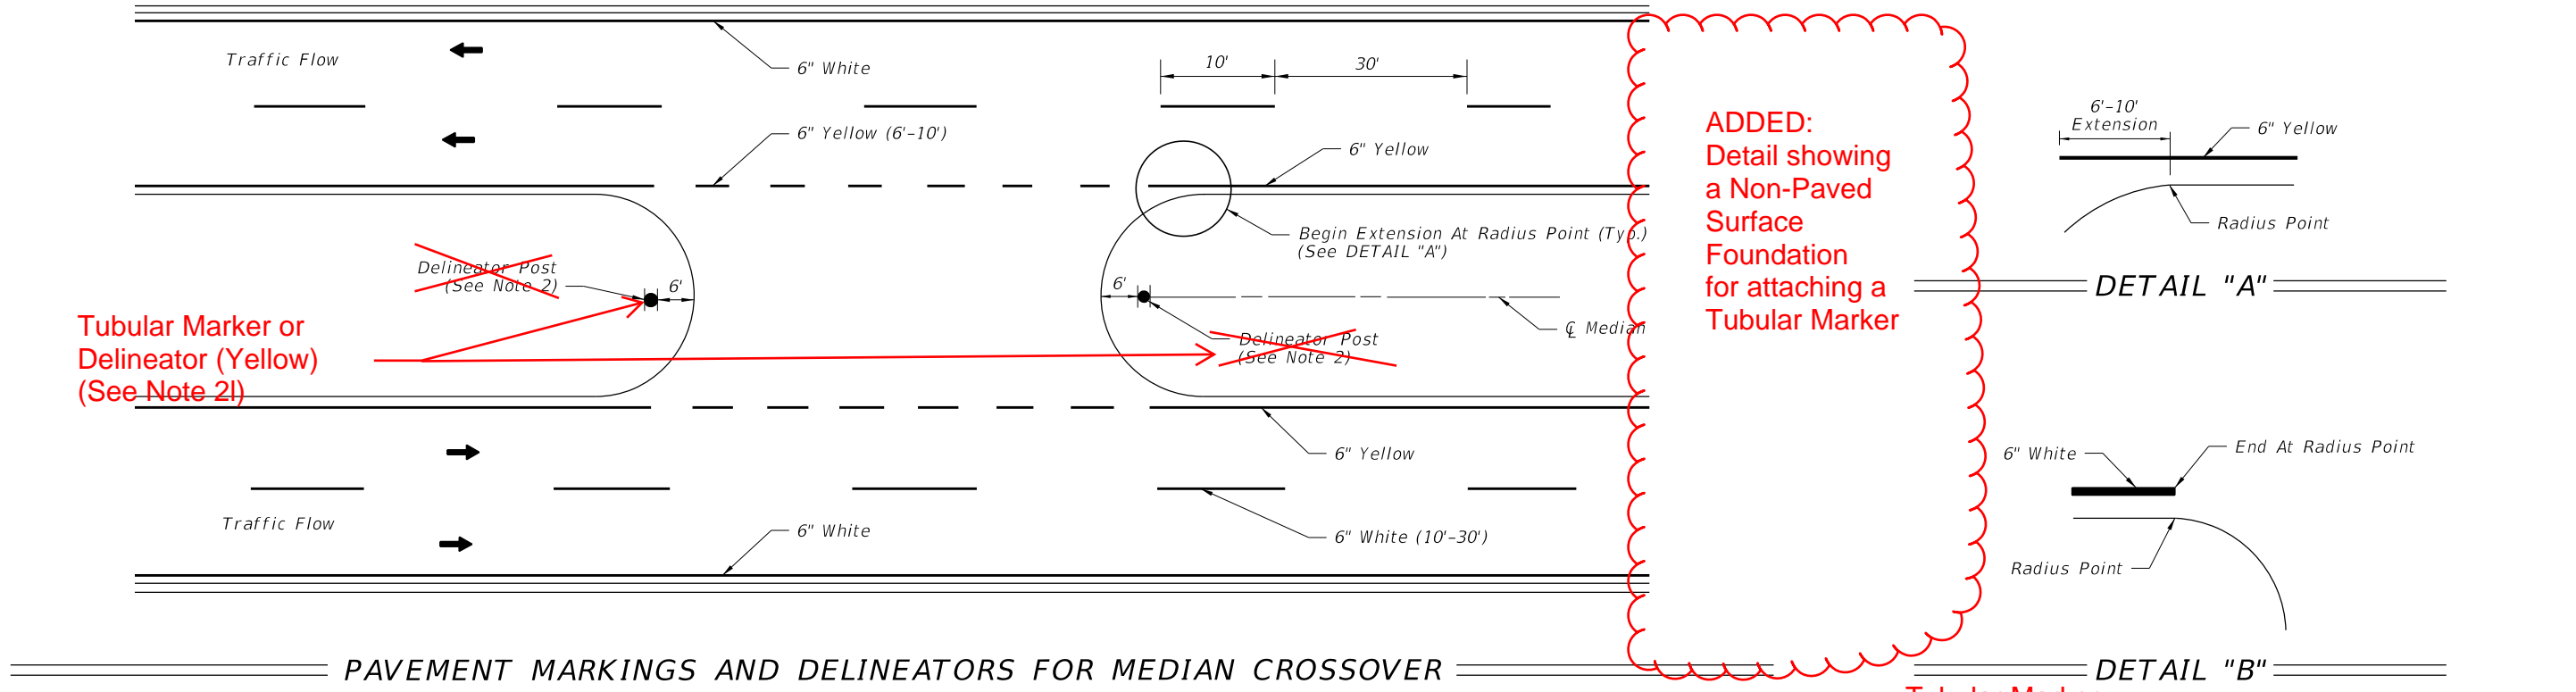 Traffic Flow
6" White
10'
30'
6" Yellow (6'-10')
6" Yellow
Begin Extension At Radius Point (Typ.)
(See DETAIL "A")
Delineator Post
(See Note 2)
6'
6'
Delineator Post
(See Note 2)
℄ Median
Tubular Marker or
Delineator (Yellow)
(See Note 2l)
6" Yellow
Traffic Flow
6" White
6" White (10'-30')
PAVEMENT MARKINGS AND DELINEATORS FOR MEDIAN CROSSOVER
ADDED:
Detail showing
a Non-Paved
Surface
Foundation
for attaching a
Tubular Marker
6'-10'
Extension
6" Yellow
Radius Point
DETAIL "A"
6" White
End At Radius Point
Radius Point
DETAIL "B"
Tubular Marker